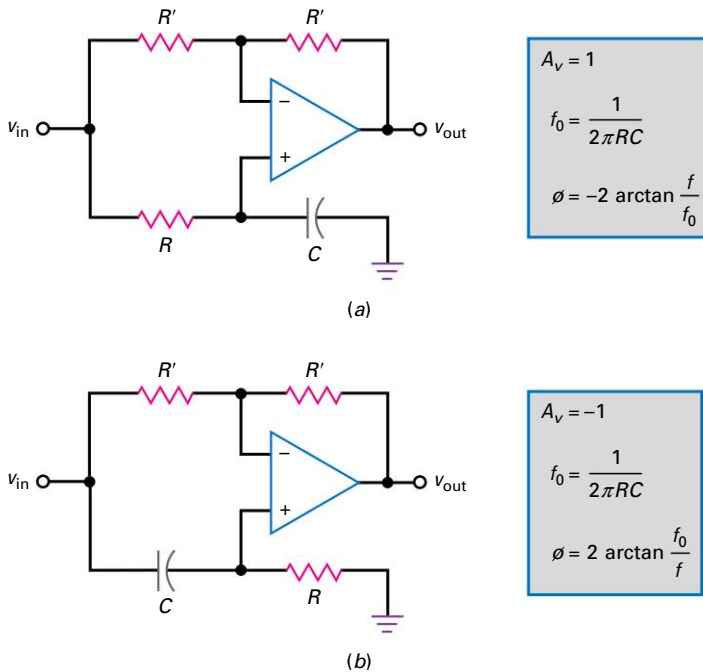 R′ R′
−
v_in v_out
+
R C
A_v = 1
f_0 = 1 / 2πRC
ø = −2 arctan f / f_0
(a)
R′ R′
−
v_in v_out
+
C R
A_v = −1
f_0 = 1 / 2πRC
ø = 2 arctan f_0 / f
(b)